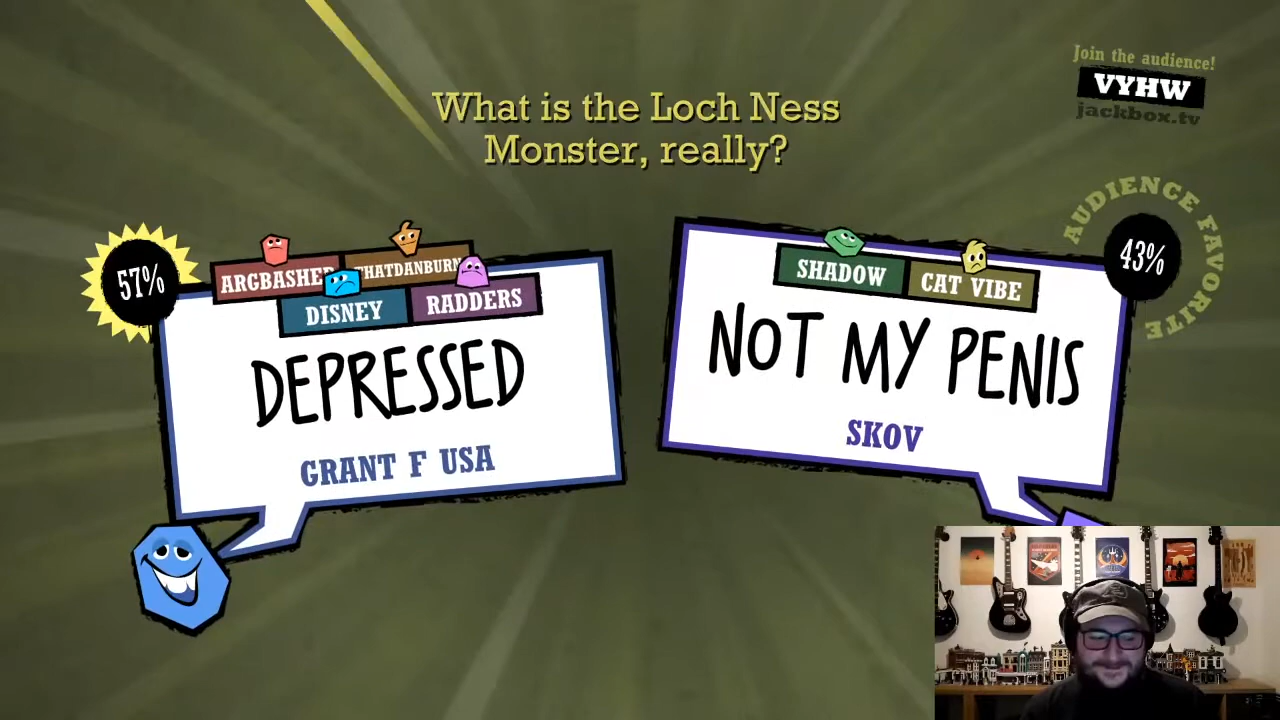 Join the audience!
VYHW
jackbox.tv
What is the Loch Ness
Monster, really?
AUDIENCE FAVORITE
57%
43%
ARGBASHER
THATDANBURN
DISNEY
RADDERS
SHADOW
CAT VIBE
DEPRESSED
NOT MY PENIS
GRANT F USA
SKOV